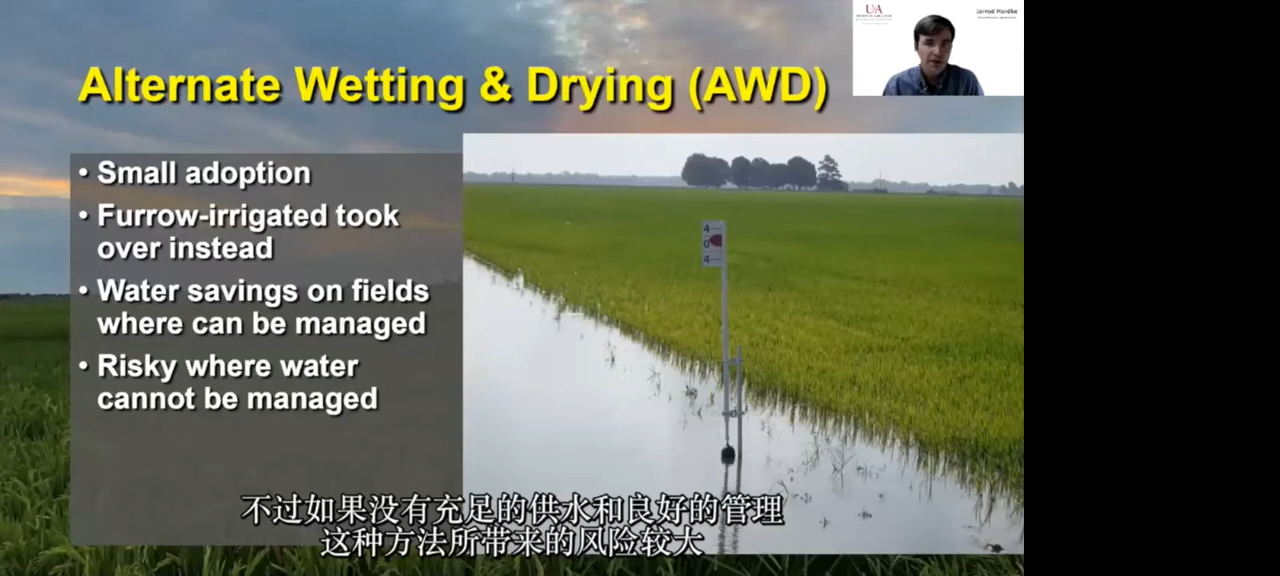 UofA
Jarrod Hardke
Alternate Wetting & Drying (AWD)
• Small adoption
• Furrow-irrigated took
over instead
• Water savings on fields
where can be managed
• Risky where water
cannot be managed
4
0
4
不过如果没有充足的供水和良好的管理
这种方法所带来的风险较大